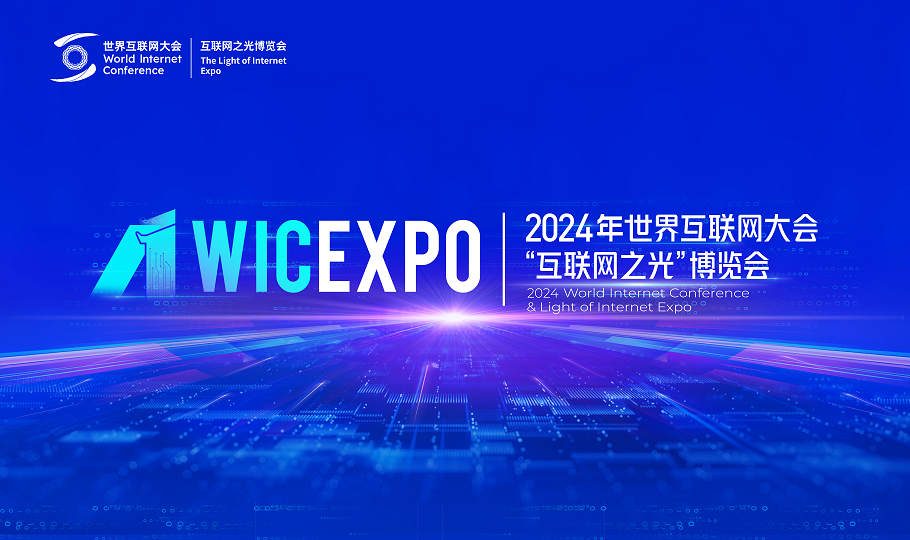 世界互联网大会
World Internet
Conference
互联网之光博览会
The Light of Internet
Expo
WICEXPO
2024年世界互联网大会
“互联网之光”博览会
2024 World Internet Conference
& Light of Internet Expo